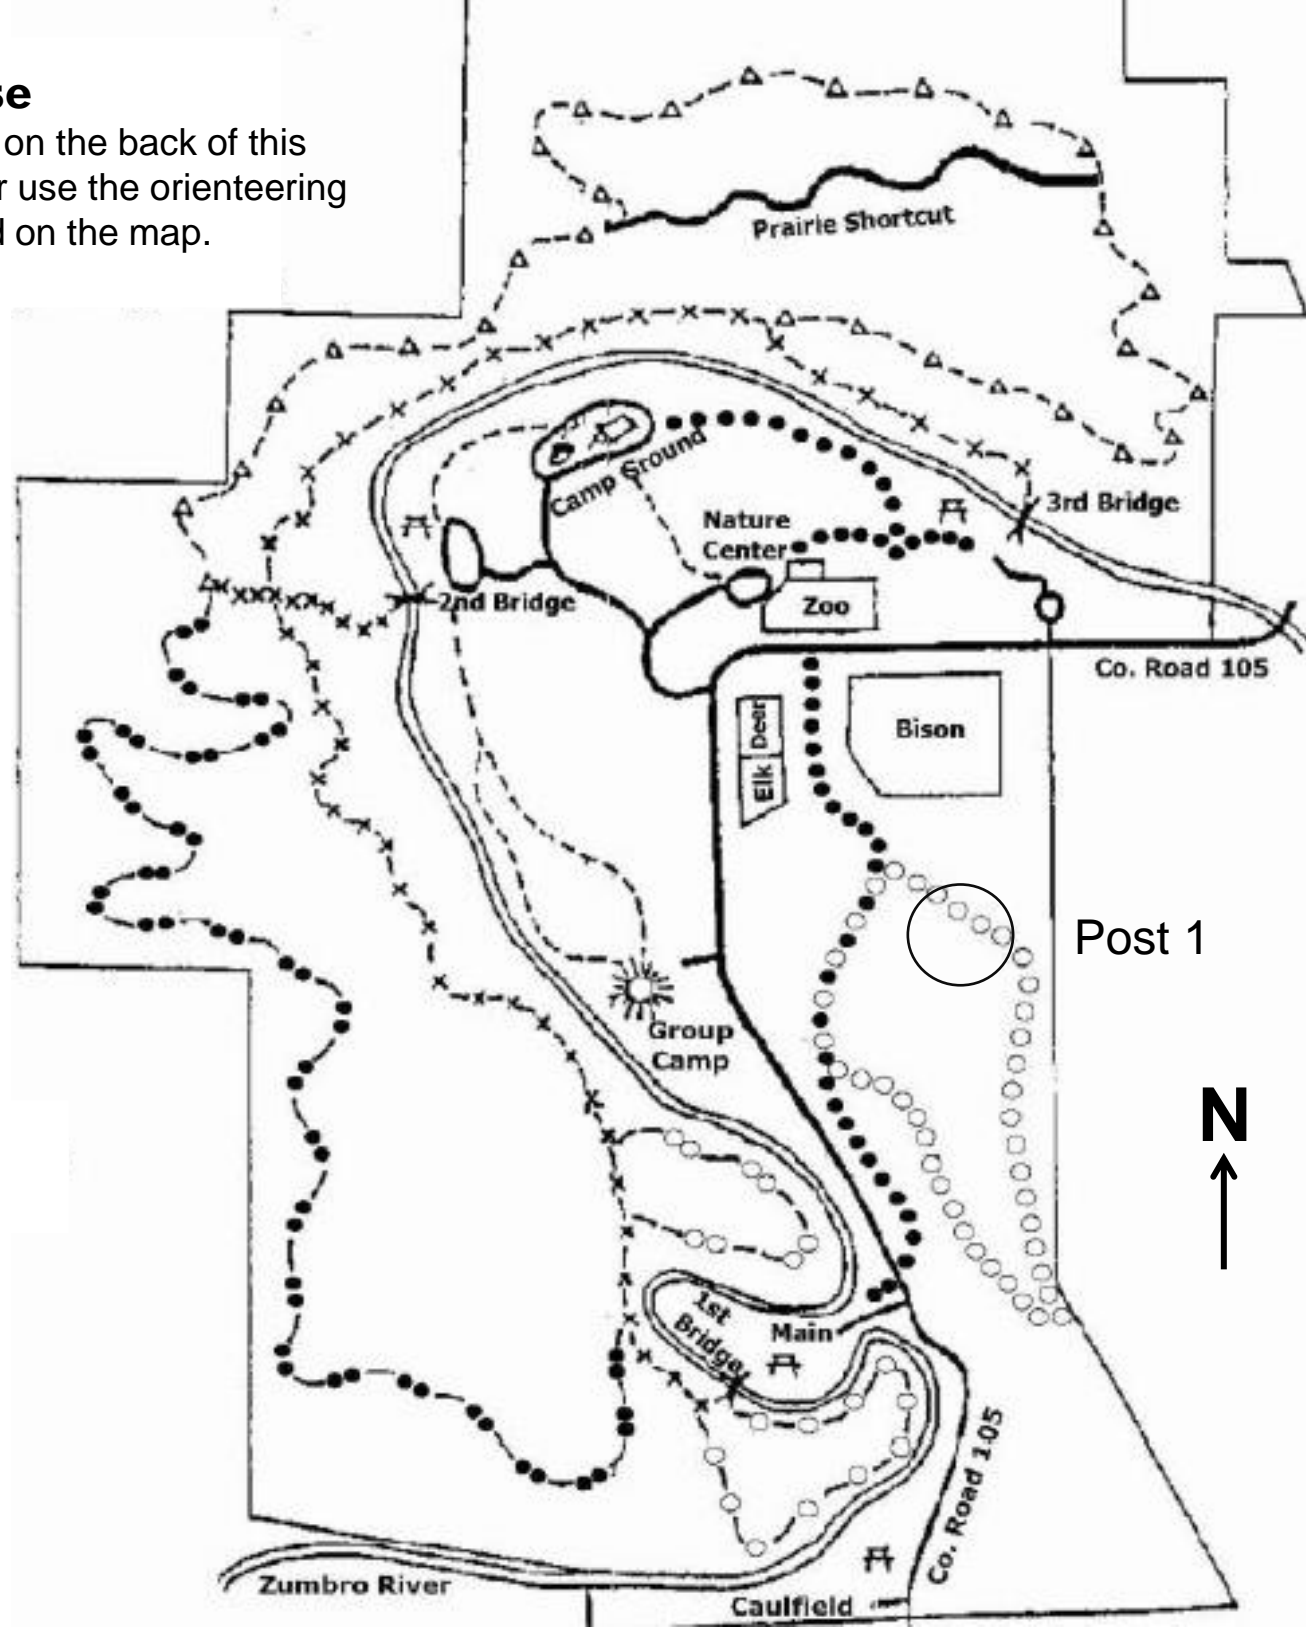 se
on the back of this
r use the orienteering
d on the map.
Prairie Shortcut
Camp Ground
Nature
Center
3rd Bridge
2nd Bridge
Zoo
Co. Road 105
Deer
Elk
Bison
Post 1
Group
Camp
N
1st
Bridge
Main
Co. Road 105
Zumbro River
Caulfield